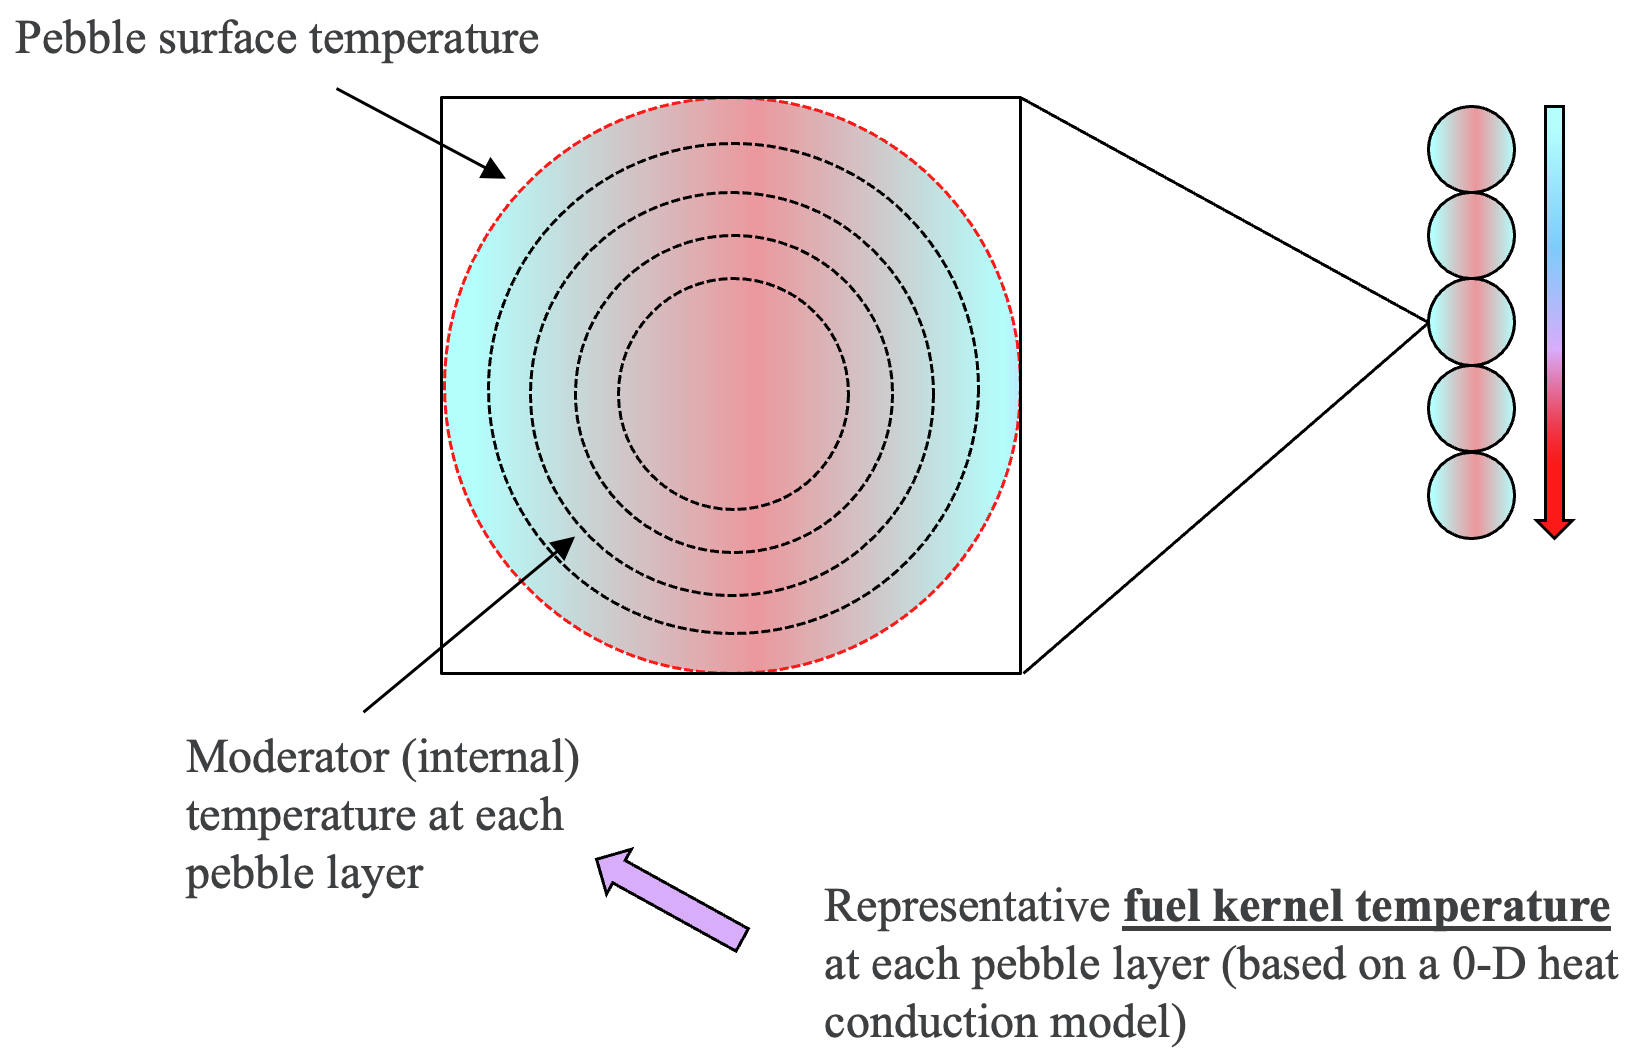 Pebble surface temperature
Moderator (internal)
temperature at each
pebble layer
Representative fuel kernel temperature
at each pebble layer (based on a 0-D heat
conduction model)